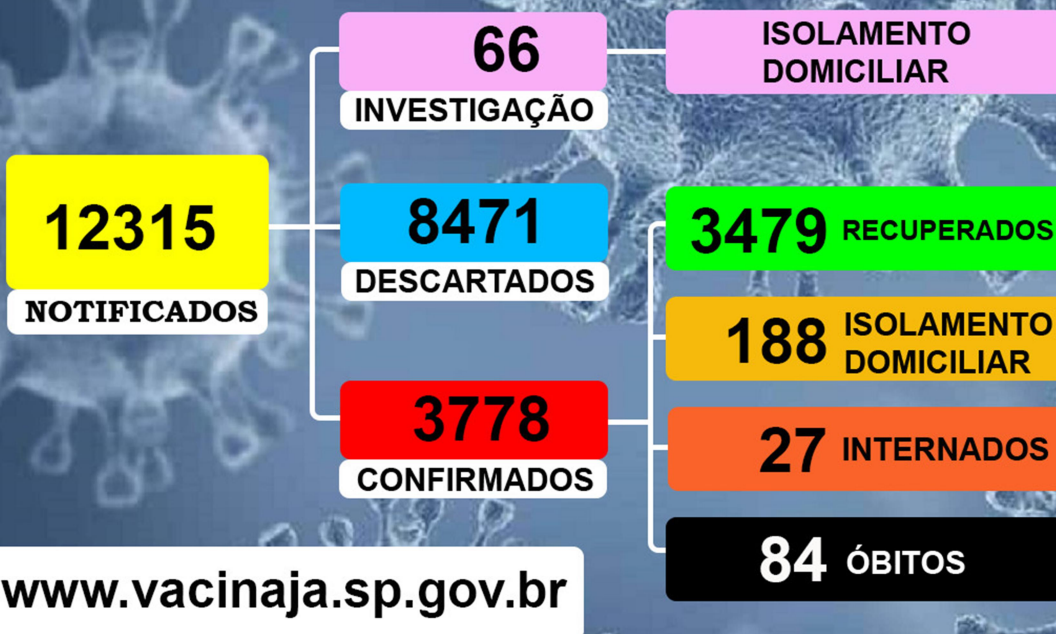 66
INVESTIGAÇÃO
ISOLAMENTO
DOMICILIAR
12315
NOTIFICADOS
8471
DESCARTADOS
3778
CONFIRMADOS
3479 RECUPERADOS
188 ISOLAMENTO
DOMICILIAR
27 INTERNADOS
84 ÓBITOS
www.vacinaja.sp.gov.br